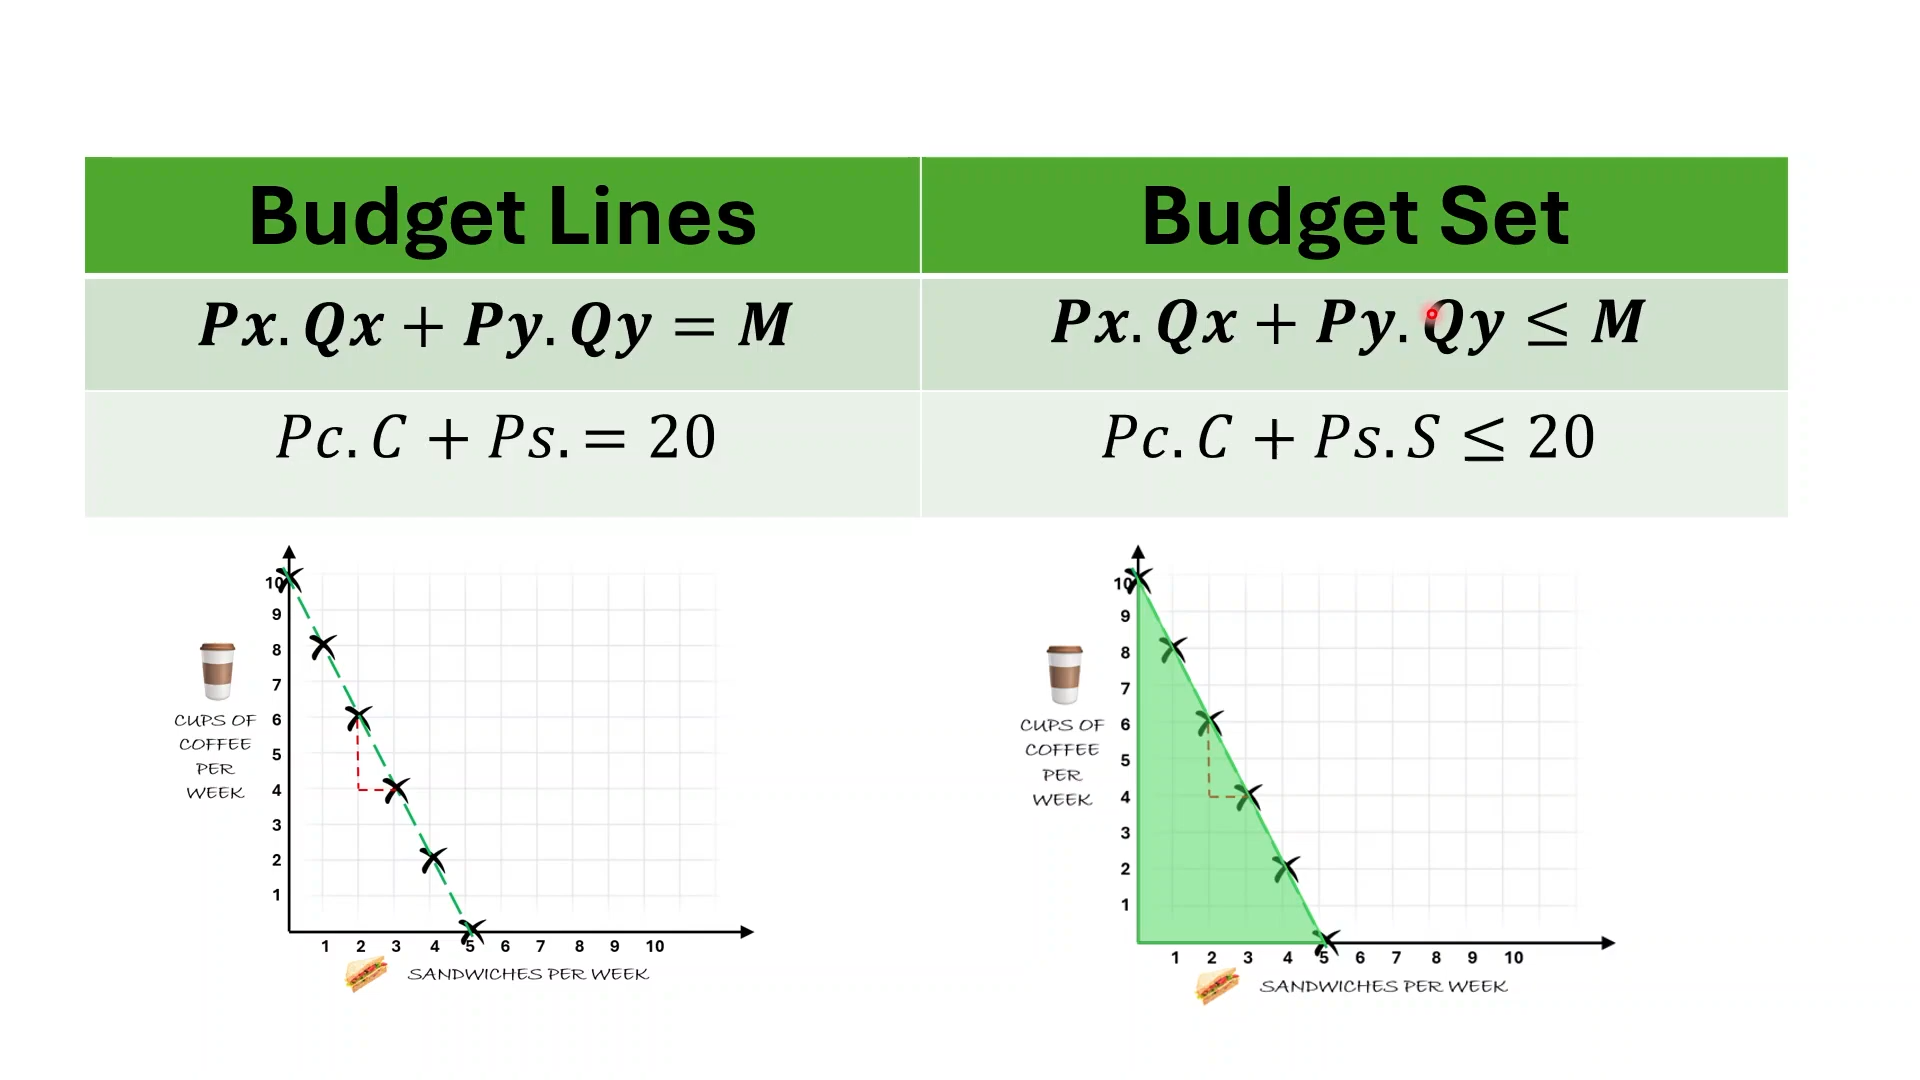 Budget Lines
Budget Set
Px.Qx + Py.Qy = M
Px.Qx + Py.Qy ≤ M
Pc.C + Ps. = 20
Pc.C + Ps.S ≤ 20
10
9
8
7
6
5
4
3
2
1
CUPS OF
COFFEE
PER
WEEK
1 2 3 4 5 6 7 8 9 10
SANDWICHES PER WEEK
10
9
8
7
6
5
4
3
2
1
CUPS OF
COFFEE
PER
WEEK
1 2 3 4 5 6 7 8 9 10
SANDWICHES PER WEEK